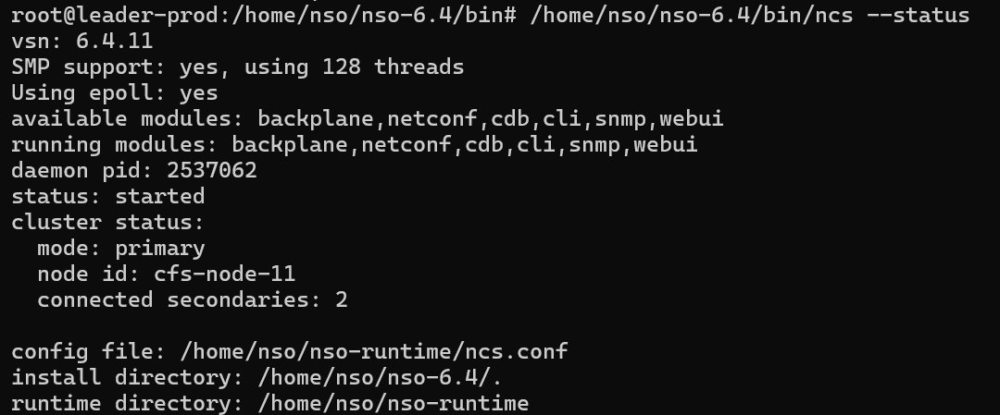 root@leader-prod:/home/nso/nso-6.4/bin# /home/nso/nso-6.4/bin/ncs --status
vsn: 6.4.11
SMP support: yes, using 128 threads
Using epoll: yes
available modules: backplane,netconf,cdb,cli,snmp,webui
running modules: backplane,netconf,cdb,cli,snmp,webui
daemon pid: 2537062
status: started
cluster status:
  mode: primary
  node id: cfs-node-11
  connected secondaries: 2

config file: /home/nso/nso-runtime/ncs.conf
install directory: /home/nso/nso-6.4/.
runtime directory: /home/nso/nso-runtime